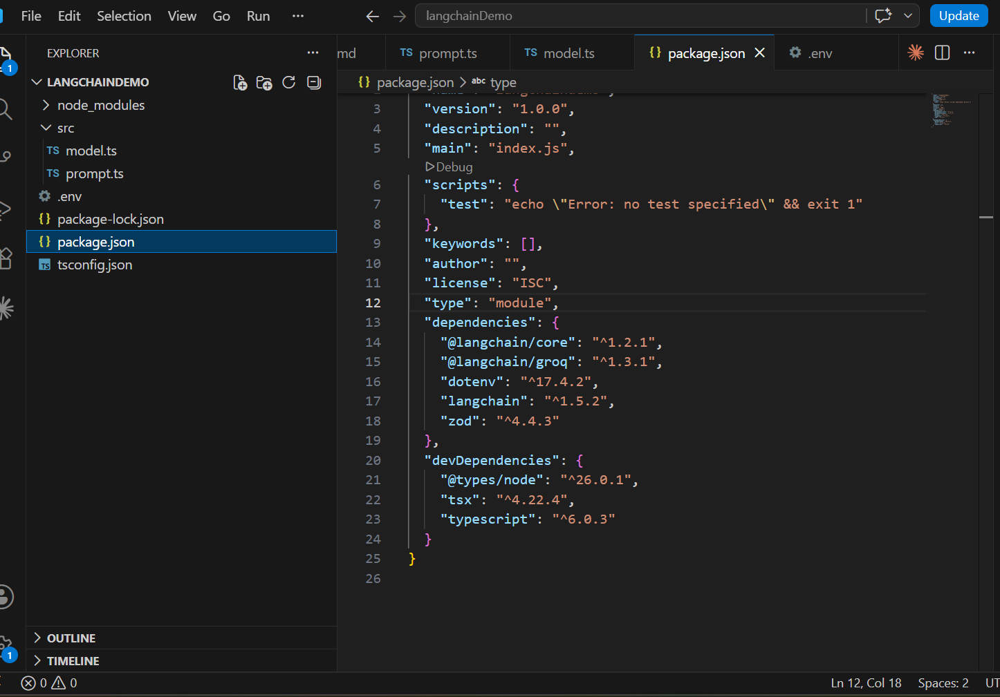 File Edit Selection View Go Run ···
langchainDemo
Update
EXPLORER ···
LANGCHAINDEMO
node_modules
src
TS model.ts
TS prompt.ts
.env
{} package-lock.json
{} package.json
TS tsconfig.json
OUTLINE
TIMELINE
1
1
md
TS prompt.ts
TS model.ts
{} package.json
.env
···
{} package.json > abc type
3 "version": "1.0.0",
4 "description": "",
5 "main": "index.js",
Debug
6 "scripts": {
7 "test": "echo \"Error: no test specified\" && exit 1"
8 },
9 "keywords": [],
10 "author": "",
11 "license": "ISC",
12 "type": "module",
13 "dependencies": {
14 "@langchain/core": "^1.2.1",
15 "@langchain/groq": "^1.3.1",
16 "dotenv": "^17.4.2",
17 "langchain": "^1.5.2",
18 "zod": "^4.4.3"
19 },
20 "devDependencies": {
21 "@types/node": "^26.0.1",
22 "tsx": "^4.22.4",
23 "typescript": "^6.0.3"
24 }
25 }
26
0 0
Ln 12, Col 18 Spaces: 2 UT